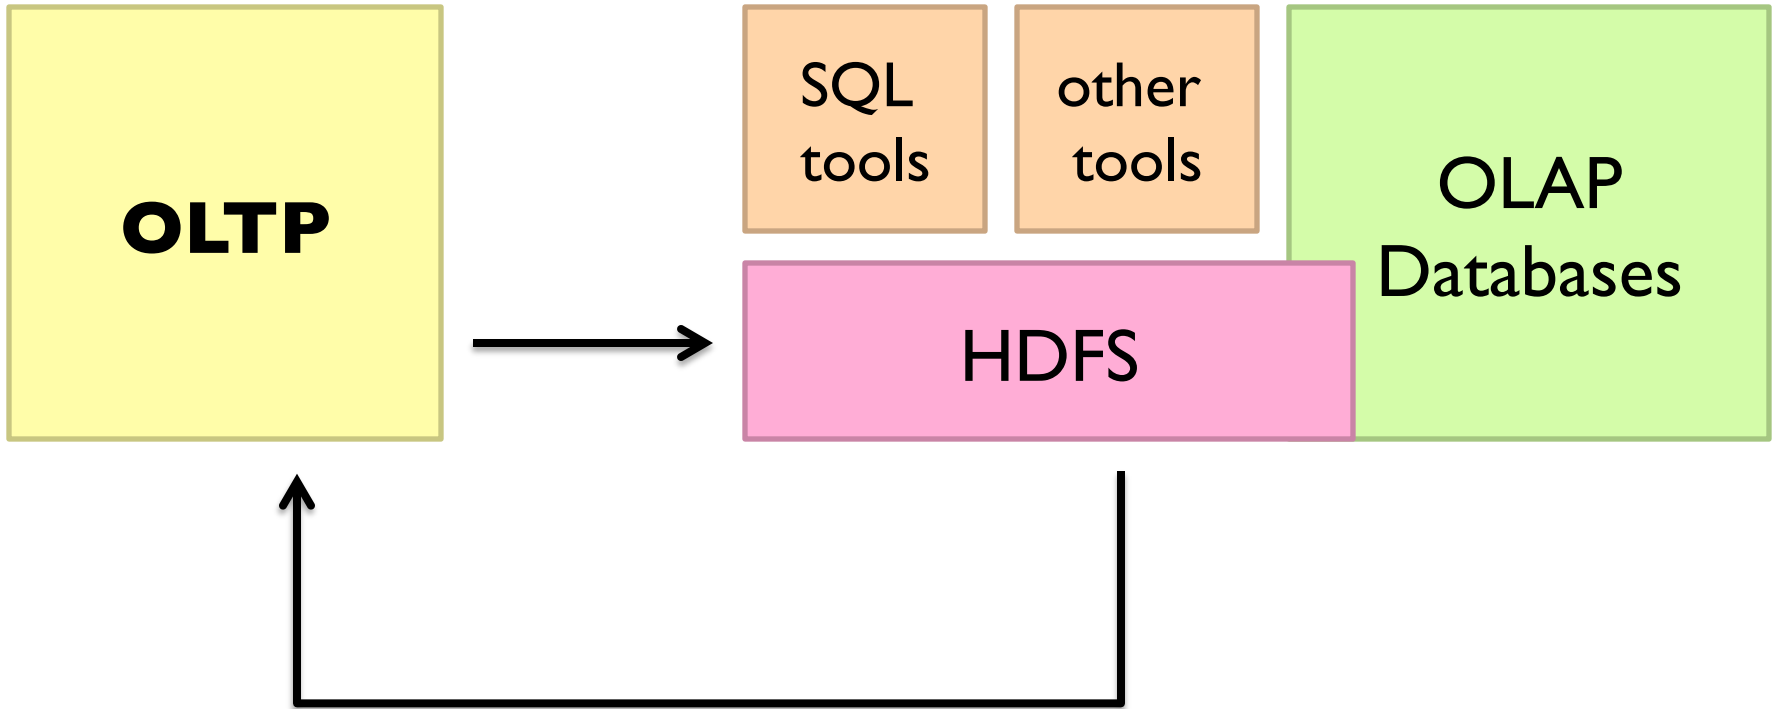 OLTP
SQL
tools
other
tools
OLAP
Databases
HDFS